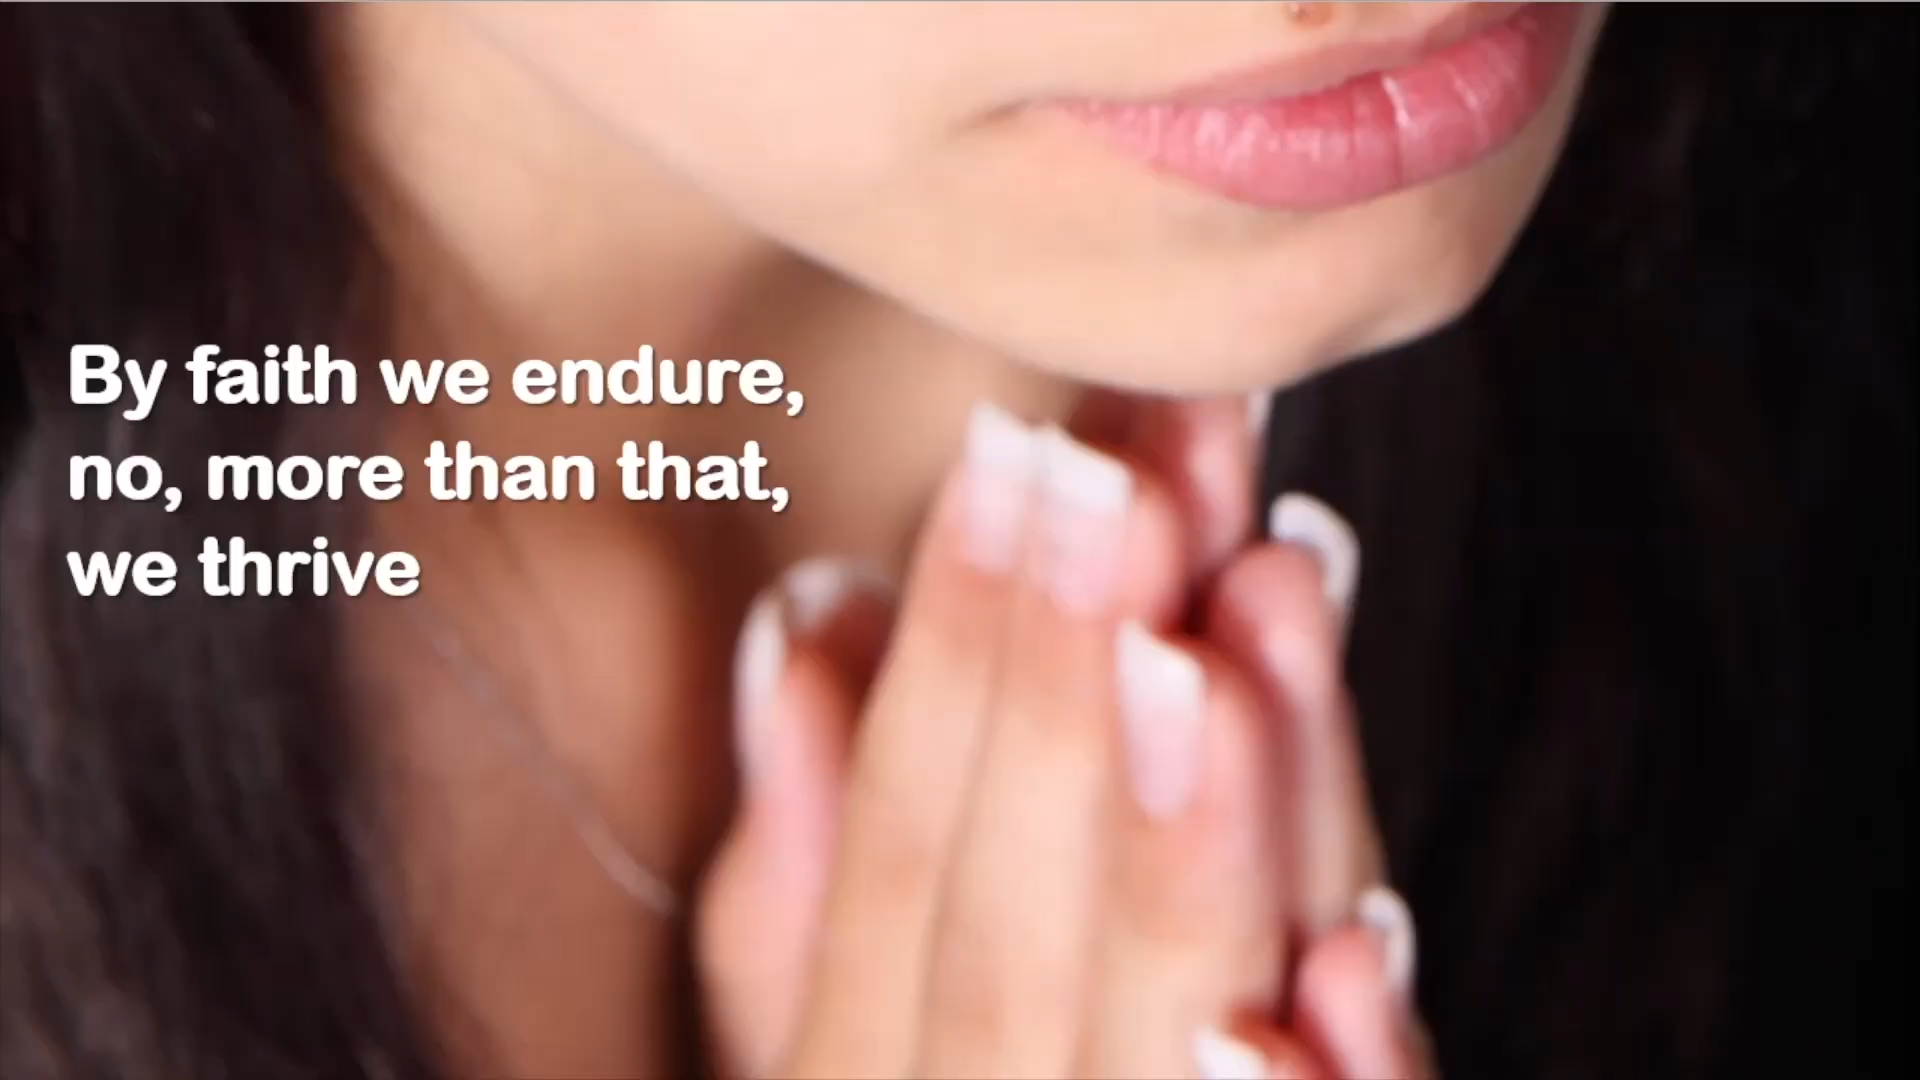 By faith we endure,
no, more than that,
we thrive